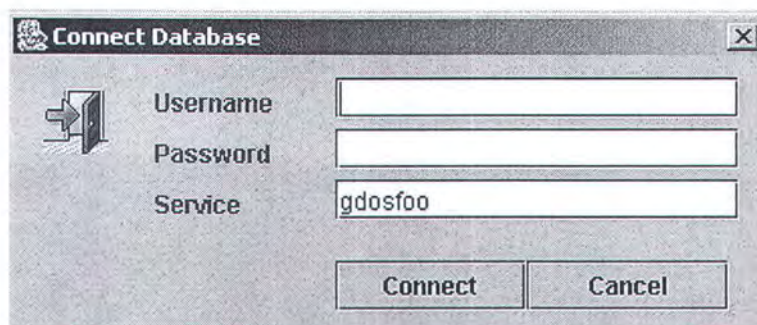 Connect Database
Username
Password
Service gdosfoo
Connect Cancel